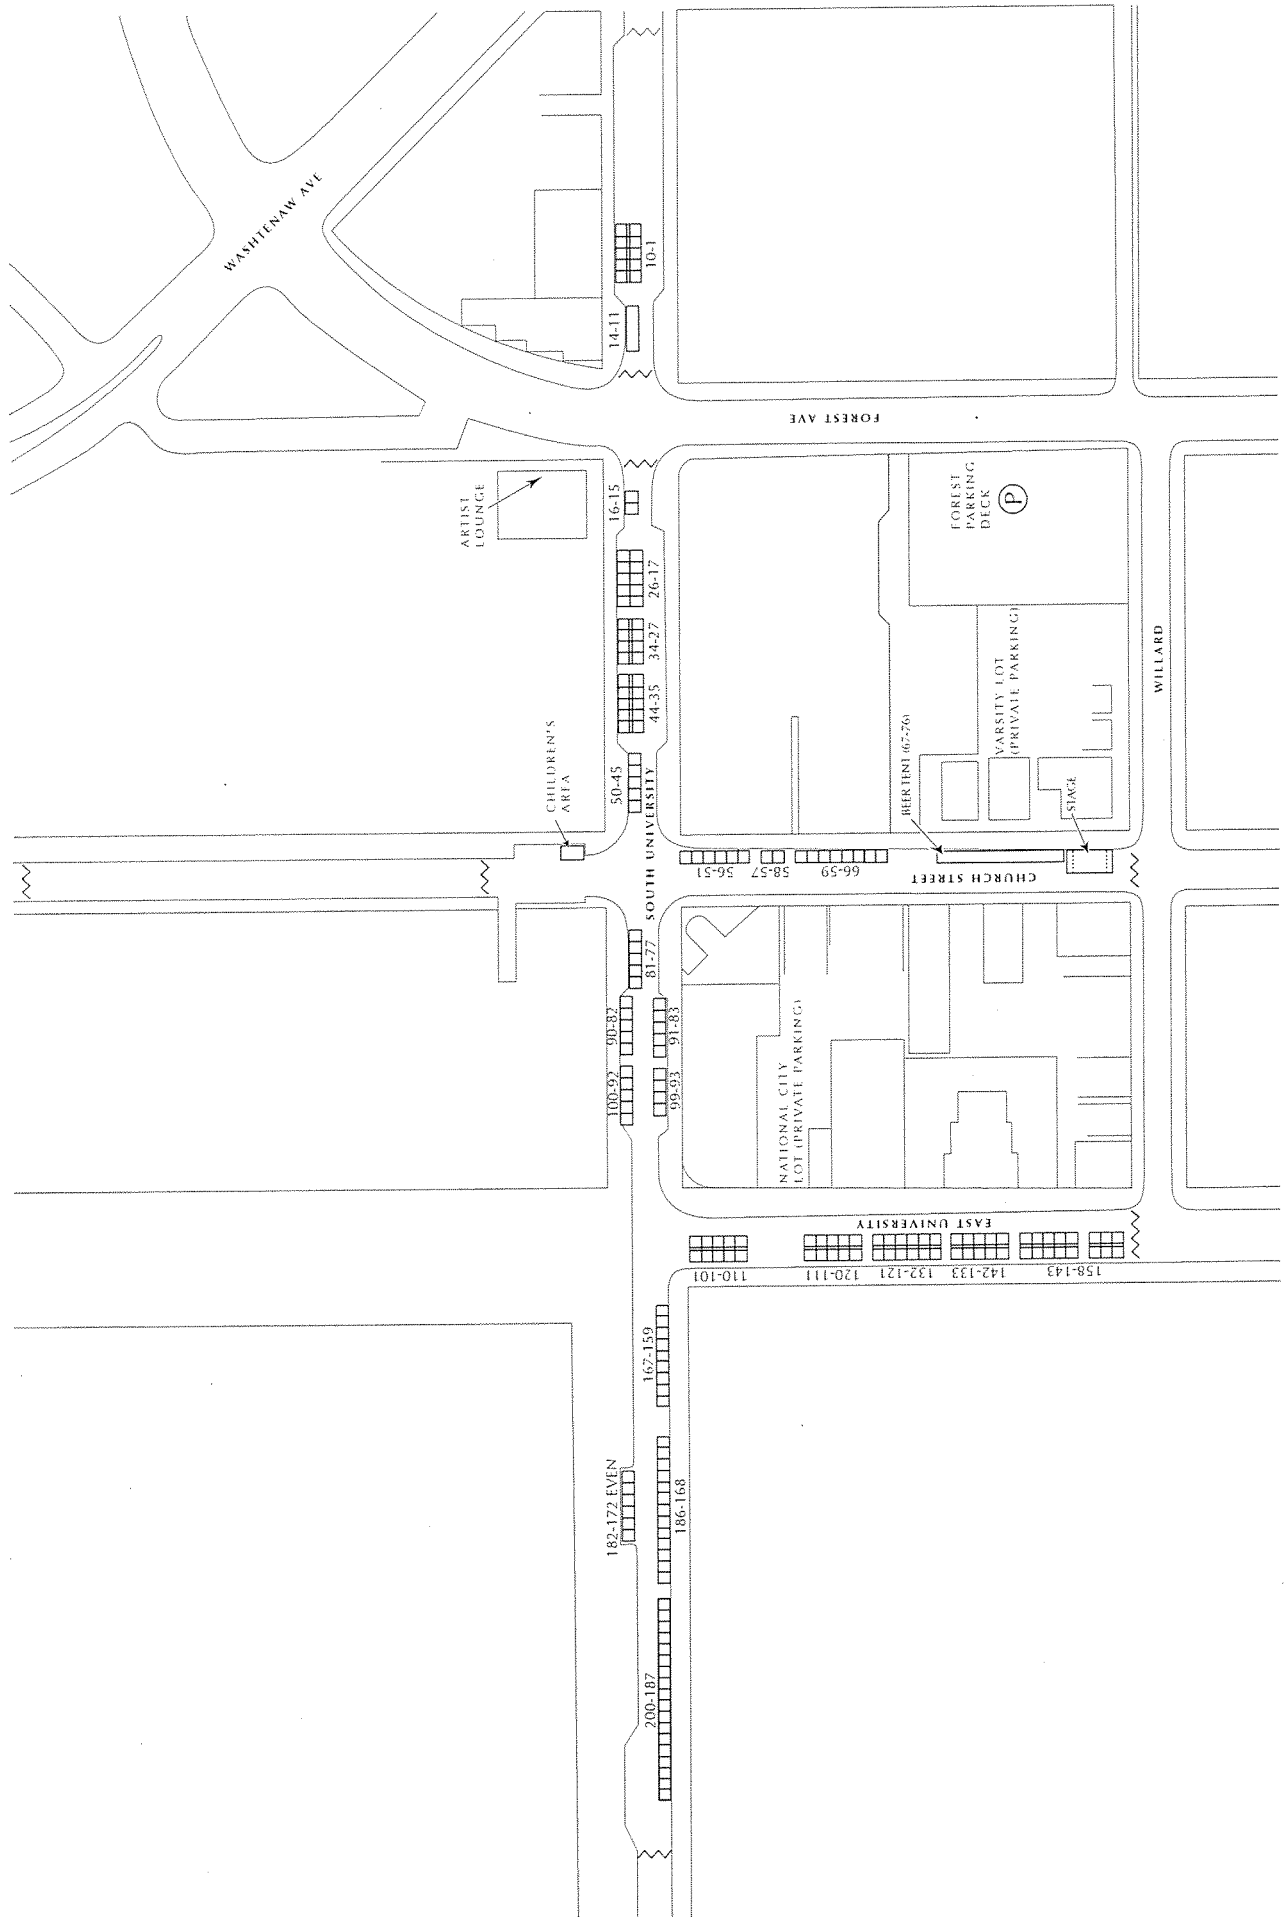 WASHTENAW AVE
10-1
14-11
FOREST AVE
ARTIST
LOUNGE
16-15
FOREST
PARKING
DECK
P
26-17
34-27
44-35
VARSITY LOT
(PRIVATE PARKING)
WILLARD
CHILDREN'S
AREA
50-45
SOUTH UNIVERSITY
BEER TENT (67-76)
STAGE
56-51
58-57
66-59
CHURCH STREET
81-77
90-82
91-83
100-92
99-93
NATIONAL CITY
LOT (PRIVATE PARKING)
EAST UNIVERSITY
110-101
120-111
132-121
142-133
158-143
167-159
182-172 EVEN
186-168
200-187